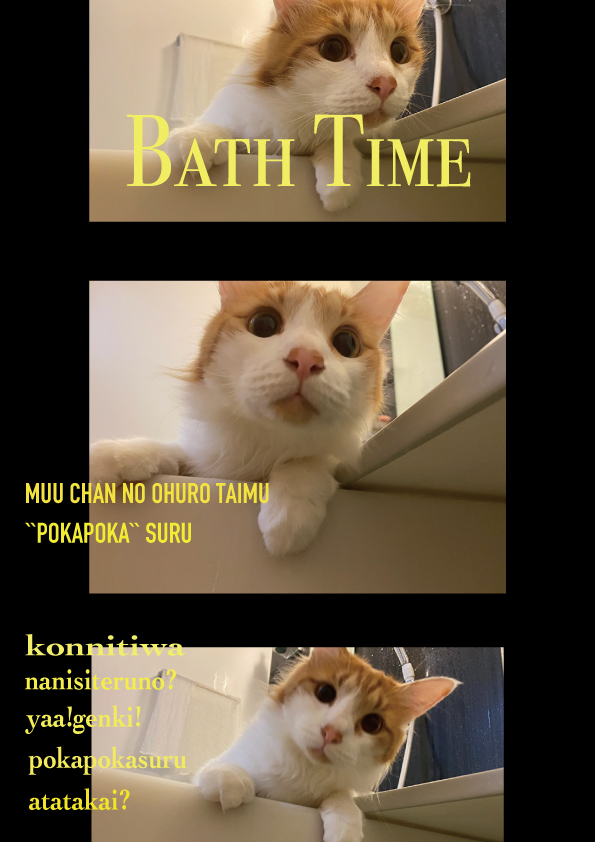 BATH TIME
MUU CHAN NO OHURO TAIMU
``POKAPOKA`` SURU
konnitiwa
nanisiteruno?
yaa!genki!
pokapokasuru
atatakai?